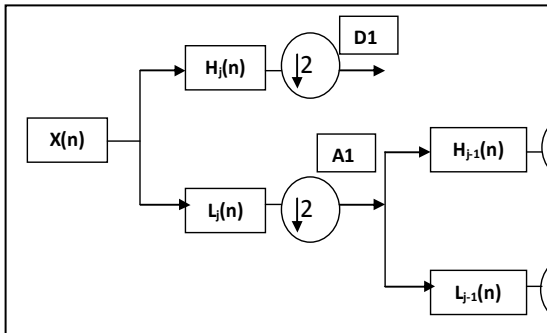 D1
Hj(n)
↓2
X(n)
A1
Hj-1(n)
Lj(n)
↓2
Lj-1(n)